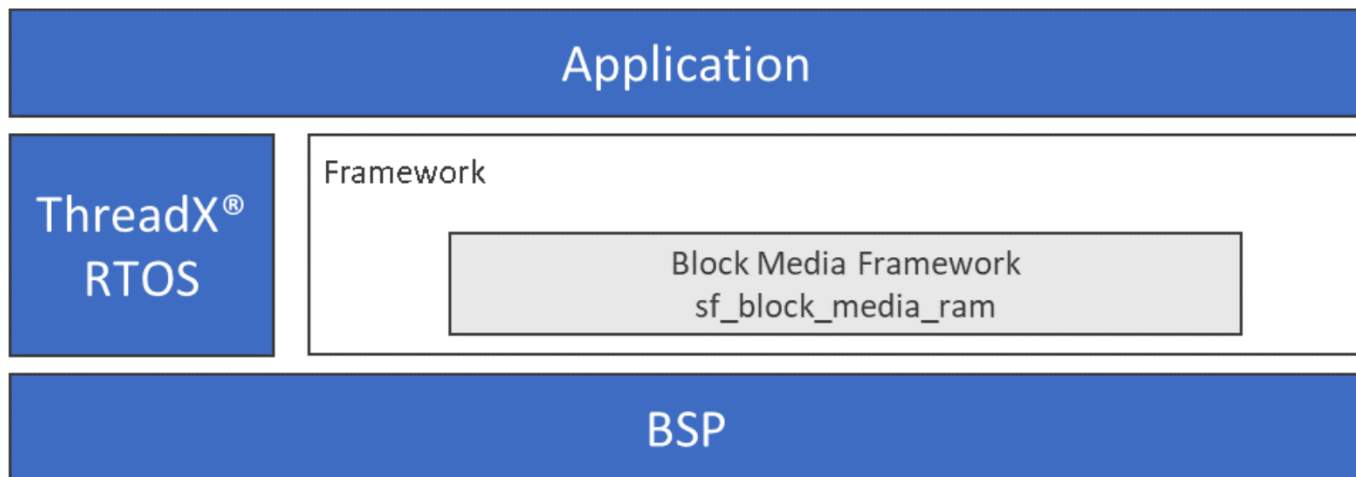 Application
ThreadX®
RTOS
Framework
Block Media Framework
sf_block_media_ram
BSP